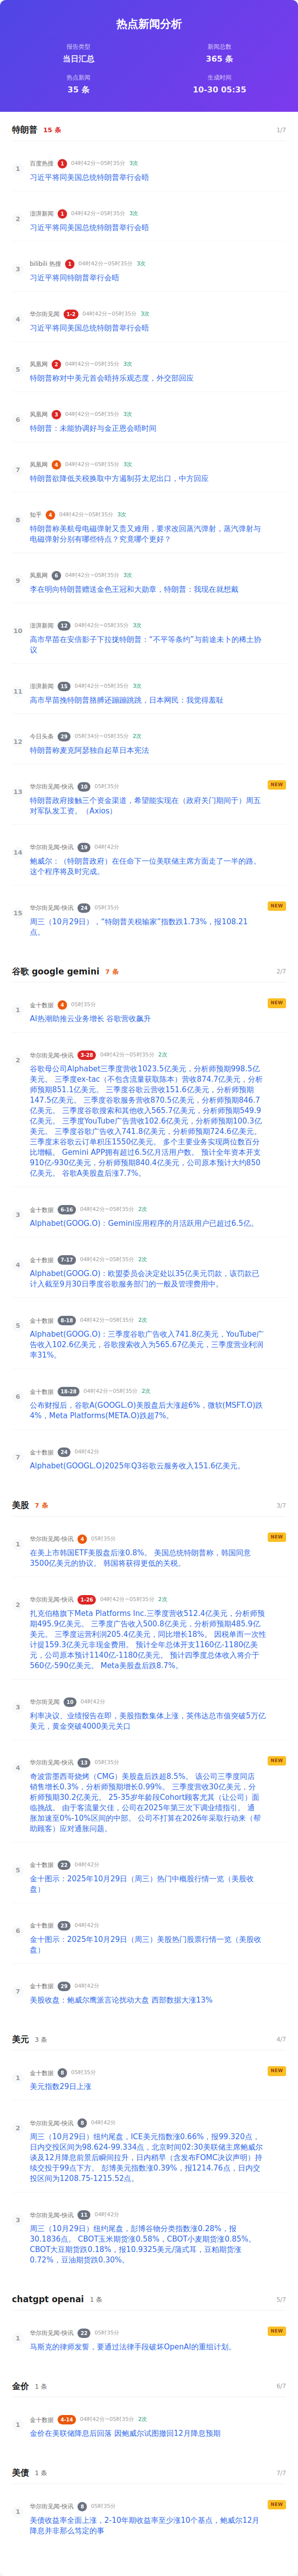 热点新闻分析
报告类型
当日汇总
新闻总数
365 条
热点新闻
35 条
生成时间
10-30 05:35
特朗普 15 条
1/7
1
百度热搜 1 04时42分~05时35分 3次
习近平将同美国总统特朗普举行会晤
2
澎湃新闻 1 04时42分~05时35分 3次
习近平将同美国总统特朗普举行会晤
3
bilibili 热搜 1 04时42分~05时35分 3次
习近平将同特朗普举行会晤
4
华尔街见闻 1-2 04时42分~05时35分 3次
习近平将同美国总统特朗普举行会晤
5
凤凰网 2 04时42分~05时35分 3次
特朗普称对中美元首会晤持乐观态度，外交部回应
6
凤凰网 3 04时42分~05时35分 3次
特朗普：未能协调好与金正恩会晤时间
7
凤凰网 4 04时42分~05时35分 3次
特朗普欲降低关税换取中方遏制芬太尼出口，中方回应
8
知乎 4 04时42分~05时35分 3次
特朗普称美航母电磁弹射又贵又难用，要求改回蒸汽弹射，蒸汽弹射与
电磁弹射分别有哪些特点？究竟哪个更好？
9
凤凰网 6 04时42分~05时35分 3次
李在明向特朗普赠送金色王冠和大勋章，特朗普：我现在就想戴
10
澎湃新闻 12 04时42分~05时35分 3次
高市早苗在安倍影子下拉拢特朗普：“不平等条约”与前途未卜的稀土协
议
11
澎湃新闻 15 04时42分~05时35分 3次
高市早苗挽特朗普胳膊还蹦蹦跳跳，日本网民：我觉得羞耻
12
今日头条 29 05时34分~05时35分 2次
特朗普称麦克阿瑟独自起草日本宪法
13
华尔街见闻-快讯 10 05时35分
NEW
特朗普政府接触三个资金渠道，希望能实现在（政府关门期间于）周五
对军队发工资。（Axios）
14
华尔街见闻-快讯 19 04时42分
鲍威尔：（特朗普政府）在任命下一位美联储主席方面走了一半的路。
这个程序将及时完成。
15
华尔街见闻-快讯 24 05时35分
NEW
周三（10月29日），“特朗普关税输家”指数跌1.73%，报108.21
点。
谷歌 google gemini 7 条
2/7
1
金十数据 4 05时35分
NEW
AI热潮助推云业务增长 谷歌营收飙升
2
华尔街见闻-快讯 3-28 04时42分~05时35分 2次
谷歌母公司Alphabet三季度营收1023.5亿美元，分析师预期998.5亿
美元。 三季度ex-tac（不包含流量获取陈本）营收874.7亿美元，分析
师预期851.1亿美元。 三季度谷歌云营收151.6亿美元，分析师预期
147.5亿美元。 三季度谷歌服务营收870.5亿美元，分析师预期846.7
亿美元。 三季度谷歌搜索和其他收入565.7亿美元，分析师预期549.9
亿美元。 三季度YouTube广告营收102.6亿美元，分析师预期100.3亿
美元。 三季度谷歌广告收入741.8亿美元，分析师预期724.6亿美元。
三季度末谷歌云订单积压1550亿美元。 多个主要业务实现两位数百分
比增幅。 Gemini APP拥有超过6.5亿月活用户数。 预计全年资本开支
910亿-930亿美元，分析师预期840.4亿美元，公司原本预计大约850
亿美元。 谷歌A美股盘后涨7.7%。
3
金十数据 6-16 04时42分~05时35分 2次
Alphabet(GOOG.O)：Gemini应用程序的月活跃用户已超过6.5亿。
4
金十数据 7-17 04时42分~05时35分 2次
Alphabet(GOOG.O)：欧盟委员会决定处以35亿美元罚款，该罚款已
计入截至9月30日季度谷歌服务部门的一般及管理费用中。
5
金十数据 8-18 04时42分~05时35分 2次
Alphabet(GOOG.O)：三季度谷歌广告收入741.8亿美元，YouTube广
告收入102.6亿美元，谷歌搜索收入为565.67亿美元，三季度营业利润
率31%。
6
金十数据 18-28 04时42分~05时35分 2次
公布财报后，谷歌A(GOOGL.O)美股盘后大涨超6%，微软(MSFT.O)跌
4%，Meta Platforms(META.O)跌超7%。
7
金十数据 24 04时42分
Alphabet(GOOGL.O)2025年Q3谷歌云服务收入151.6亿美元。
美股 7 条
3/7
1
华尔街见闻-快讯 4 05时35分
NEW
在美上市韩国ETF美股盘后涨0.8%。 美国总统特朗普称，韩国同意
3500亿美元的协议。 韩国将获得更低的关税。
2
华尔街见闻-快讯 1-26 04时42分~05时35分 2次
扎克伯格旗下Meta Platforms Inc.三季度营收512.4亿美元，分析师预
期495.9亿美元。 三季度广告收入500.8亿美元，分析师预期485.9亿
美元。 三季度运营利润205.4亿美元，同比增长18%。 因税单而一次性
计提159.3亿美元非现金费用。 预计全年总体开支1160亿-1180亿美
元，公司原本预计1140亿-1180亿美元。 预计四季度总体收入将介于
560亿-590亿美元。 Meta美股盘后跌8.7%。
3
华尔街见闻 10 04时42分
利率决议、业绩报告在即，美股指数集体上涨，英伟达总市值突破5万亿
美元，黄金突破4000美元关口
4
华尔街见闻-快讯 13 05时35分
NEW
奇波雷墨西哥烧烤（CMG）美股盘后跌超8.5%。 该公司三季度同店
销售增长0.3%，分析师预期增长0.99%。 三季度营收30亿美元，分
析师预期30.2亿美元。 25-35岁年龄段Cohort顾客尤其（让公司）面
临挑战。 由于客流量欠佳，公司在2025年第三次下调业绩指引。 通
胀加速至0%-10%区间的中部。 公司不打算在2026年采取行动来（帮
助顾客）应对通胀问题。
5
金十数据 22 04时42分
金十图示：2025年10月29日（周三）热门中概股行情一览（美股收
盘）
6
金十数据 23 04时42分
金十图示：2025年10月29日（周三）美股热门股票行情一览（美股收
盘）
7
金十数据 29 04时42分
美股收盘：鲍威尔鹰派言论扰动大盘 西部数据大涨13%
美元 3 条
4/7
1
金十数据 8 05时35分
NEW
美元指数29日上涨
2
华尔街见闻-快讯 8 04时42分
周三（10月29日）纽约尾盘，ICE美元指数涨0.66%，报99.320点，
日内交投区间为98.624-99.334点，北京时间02:30美联储主席鲍威尔
谈及12月降息前景后瞬间拉升，日内稍早（含发布FOMC决议声明）持
续交投于99点下方。 彭博美元指数涨0.39%，报1214.76点，日内交
投区间为1208.75-1215.52点。
3
华尔街见闻-快讯 11 04时42分
周三（10月29日）纽约尾盘，彭博谷物分类指数涨0.28%，报
30.1836点。 CBOT玉米期货涨0.58%，CBOT小麦期货涨0.85%。
CBOT大豆期货跌0.18%，报10.9325美元/蒲式耳，豆粕期货涨
0.72%，豆油期货跌0.30%。
chatgpt openai 1 条
5/7
1
华尔街见闻-快讯 22 05时35分
NEW
马斯克的律师发誓，要通过法律手段破坏OpenAI的重组计划。
金价 1 条
6/7
1
金十数据 4-14 04时42分~05时35分 2次
金价在美联储降息后回落 因鲍威尔试图撤回12月降息预期
美债 1 条
7/7
1
华尔街见闻-快讯 8 05时35分
NEW
美债收益率全面上涨，2-10年期收益率至少涨10个基点，鲍威尔12月
降息并非那么笃定的事